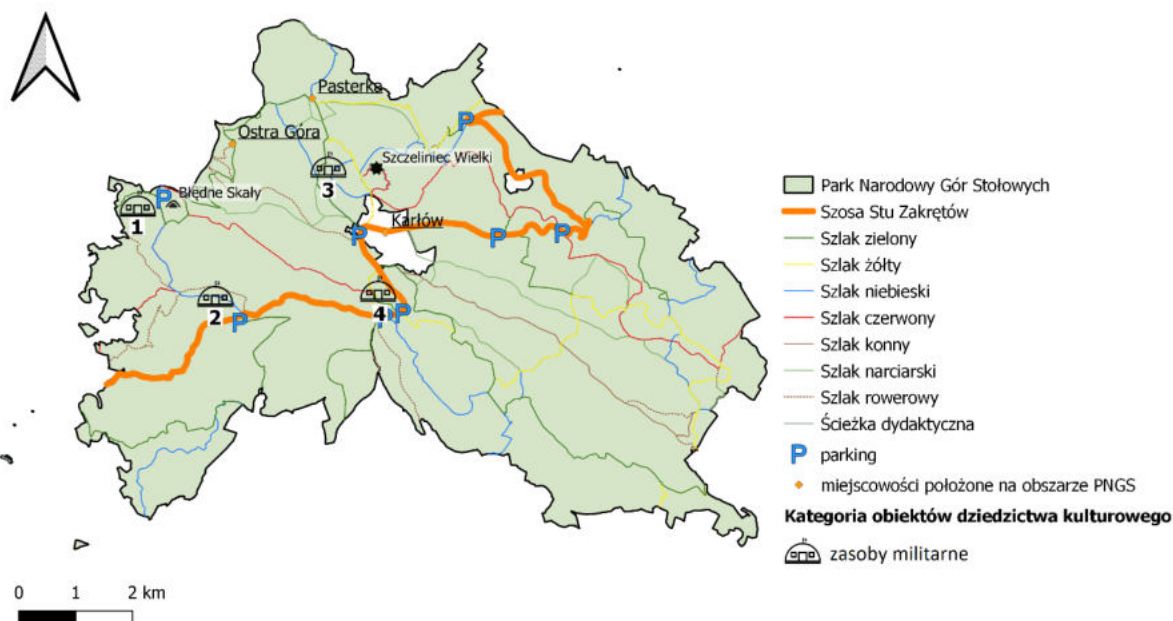 Pasterka
Ostra Góra
Szczeliniec Wielki
3
P Błędne Skały
1
Karłów
P
P
P
P
4
2
P
P
P
0 1 2 km
Park Narodowy Gór Stołowych
Szosa Stu Zakrętów
Szlak zielony
Szlak żółty
Szlak niebieski
Szlak czerwony
Szlak konny
Szlak narciarski
Szlak rowerowy
Ścieżka dydaktyczna
P parking
miejscowości położone na obszarze PNGS
Kategoria obiektów dziedzictwa kulturowego
zasoby militarne